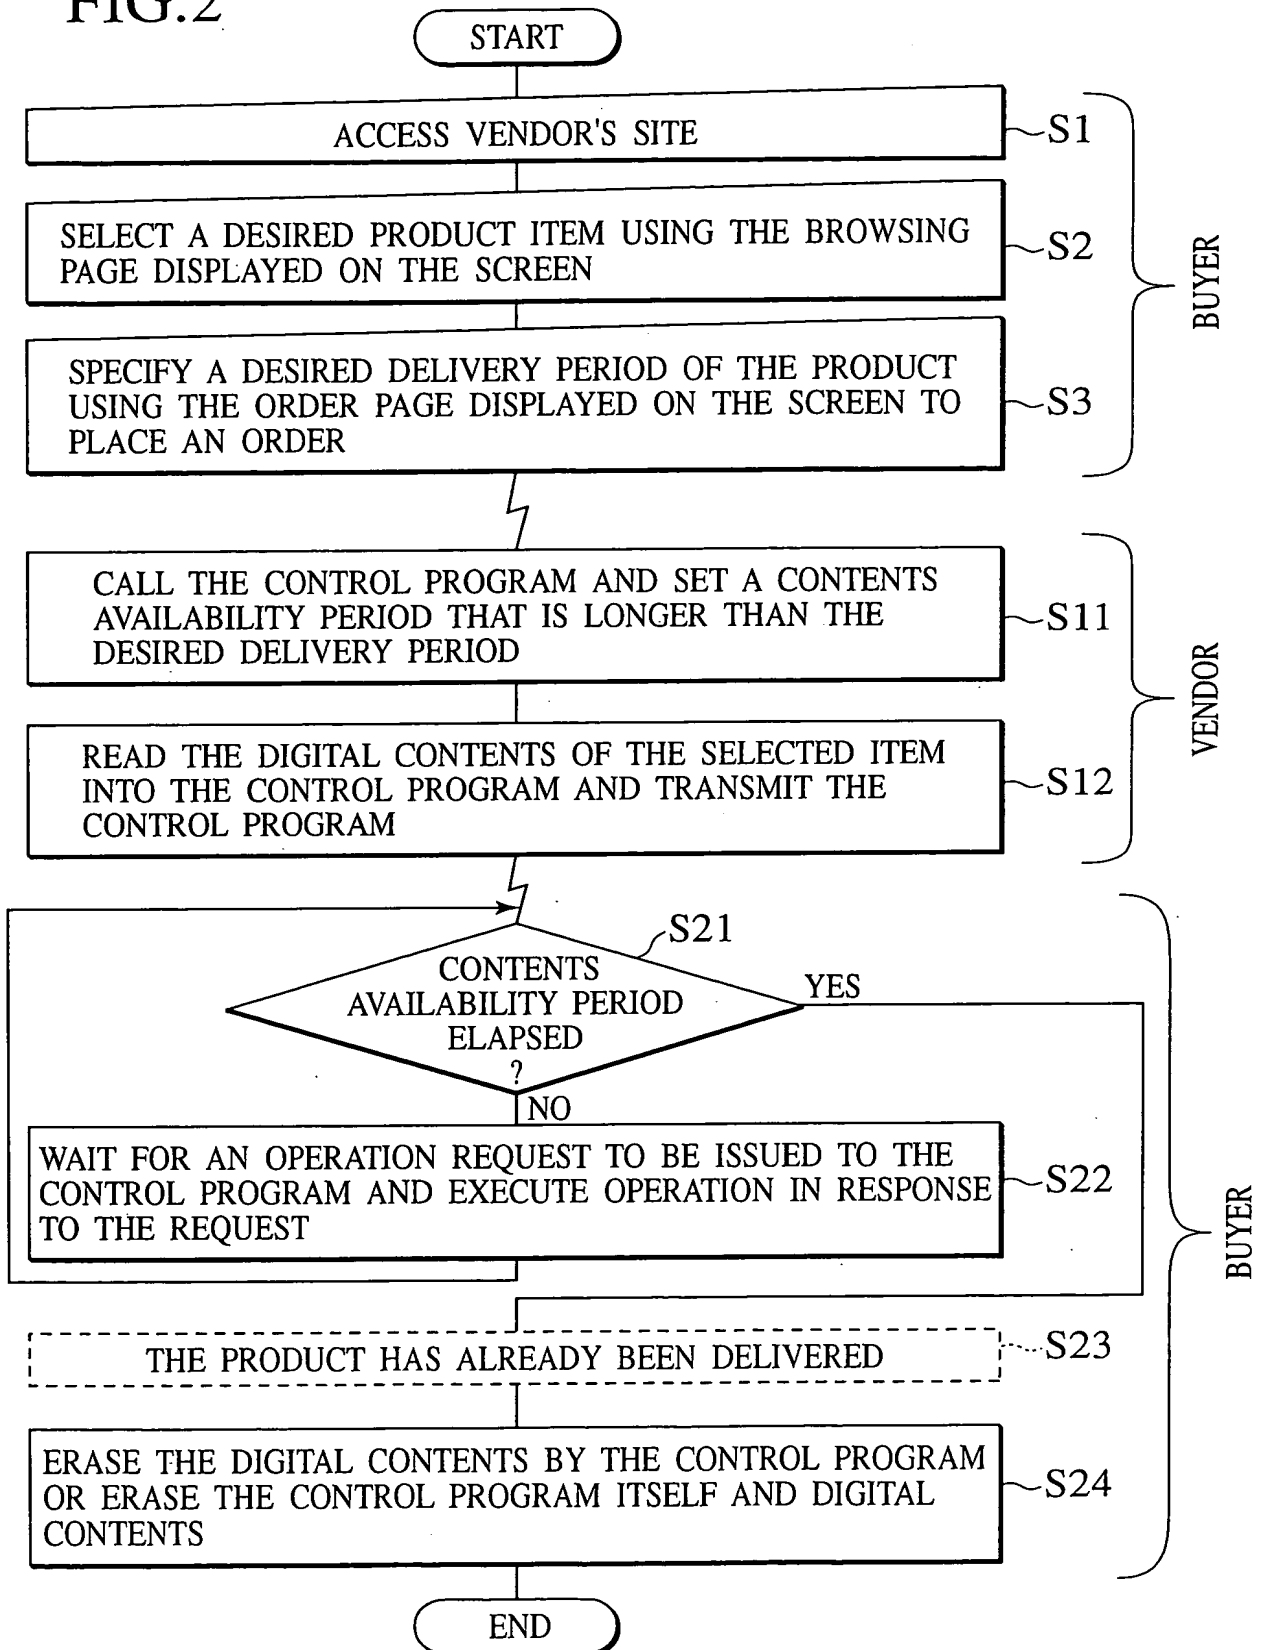 FIG.2
START
ACCESS VENDOR'S SITE
S1
SELECT A DESIRED PRODUCT ITEM USING THE BROWSING
PAGE DISPLAYED ON THE SCREEN
S2
SPECIFY A DESIRED DELIVERY PERIOD OF THE PRODUCT
USING THE ORDER PAGE DISPLAYED ON THE SCREEN TO
PLACE AN ORDER
S3
BUYER
CALL THE CONTROL PROGRAM AND SET A CONTENTS
AVAILABILITY PERIOD THAT IS LONGER THAN THE
DESIRED DELIVERY PERIOD
S11
READ THE DIGITAL CONTENTS OF THE SELECTED ITEM
INTO THE CONTROL PROGRAM AND TRANSMIT THE
CONTROL PROGRAM
S12
VENDOR
S21
CONTENTS
AVAILABILITY PERIOD
ELAPSED
?
YES
NO
WAIT FOR AN OPERATION REQUEST TO BE ISSUED TO THE
CONTROL PROGRAM AND EXECUTE OPERATION IN RESPONSE
TO THE REQUEST
S22
THE PRODUCT HAS ALREADY BEEN DELIVERED
S23
ERASE THE DIGITAL CONTENTS BY THE CONTROL PROGRAM
OR ERASE THE CONTROL PROGRAM ITSELF AND DIGITAL
CONTENTS
S24
BUYER
END